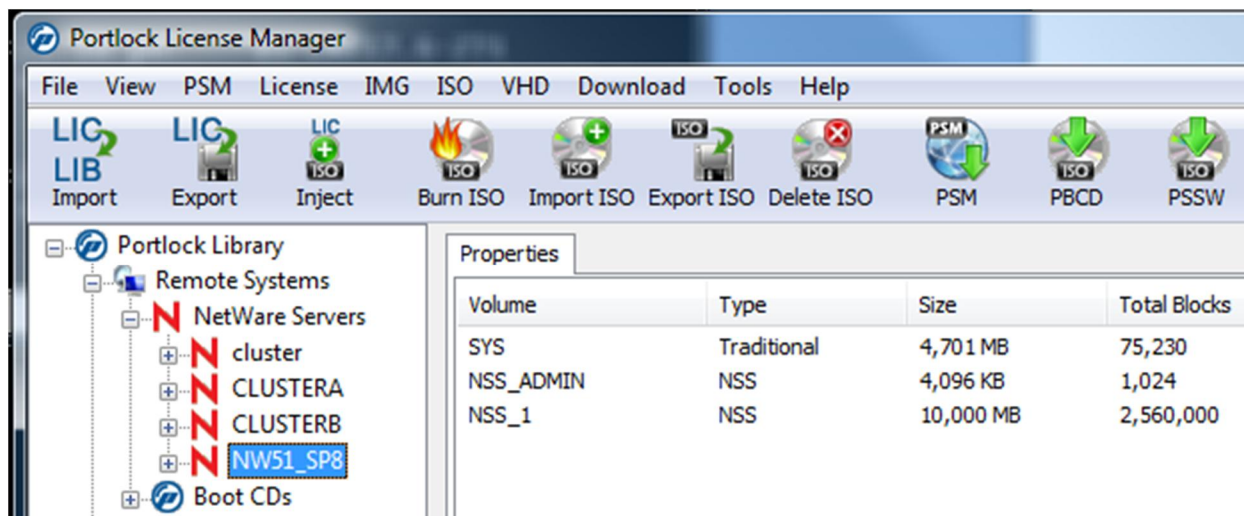 Portlock License Manager
File View PSM License IMG ISO VHD Download Tools Help
LIC LIB LIC LIC ISO ISO ISO ISO ISO PSM ISO ISO
Import Export Inject Burn ISO Import ISO Export ISO Delete ISO PSM PBCD PSSW
Portlock Library
Remote Systems
NetWare Servers
cluster
CLUSTERA
CLUSTERB
NW51_SP8
Boot CDs
Properties
Volume Type Size Total Blocks
SYS Traditional 4,701 MB 75,230
NSS_ADMIN NSS 4,096 KB 1,024
NSS_1 NSS 10,000 MB 2,560,000